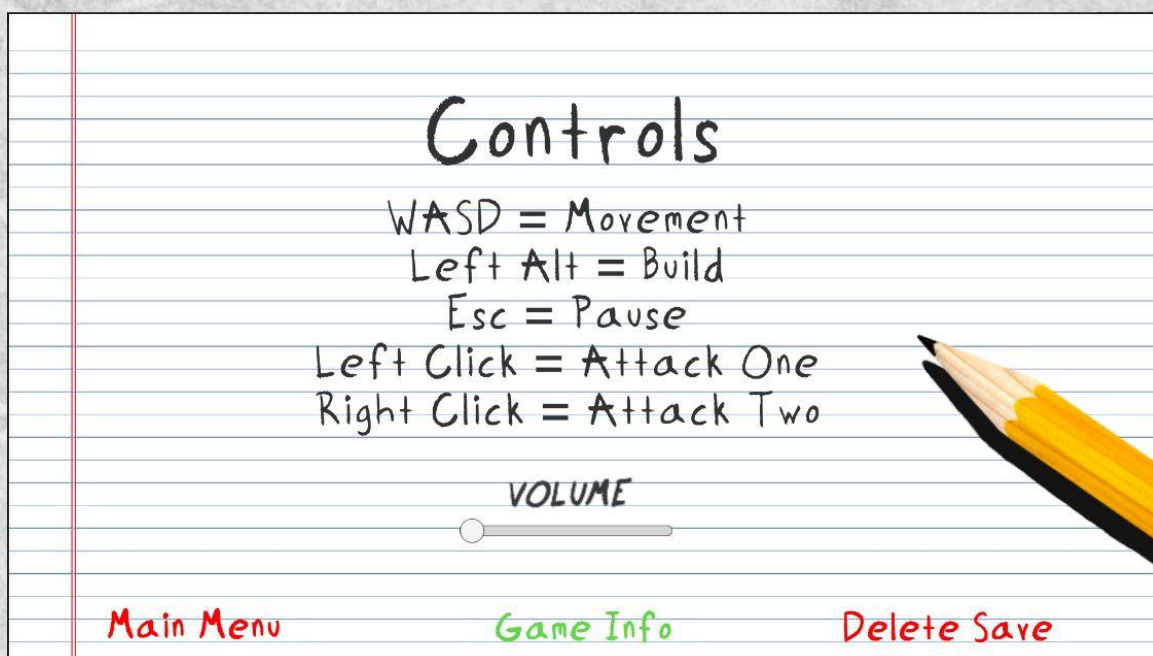 Controls
WASD = Movement
Left Alt = Build
Esc = Pause
Left Click = Attack One
Right Click = Attack Two
VOLUME
Main Menu
Game Info
Delete Save